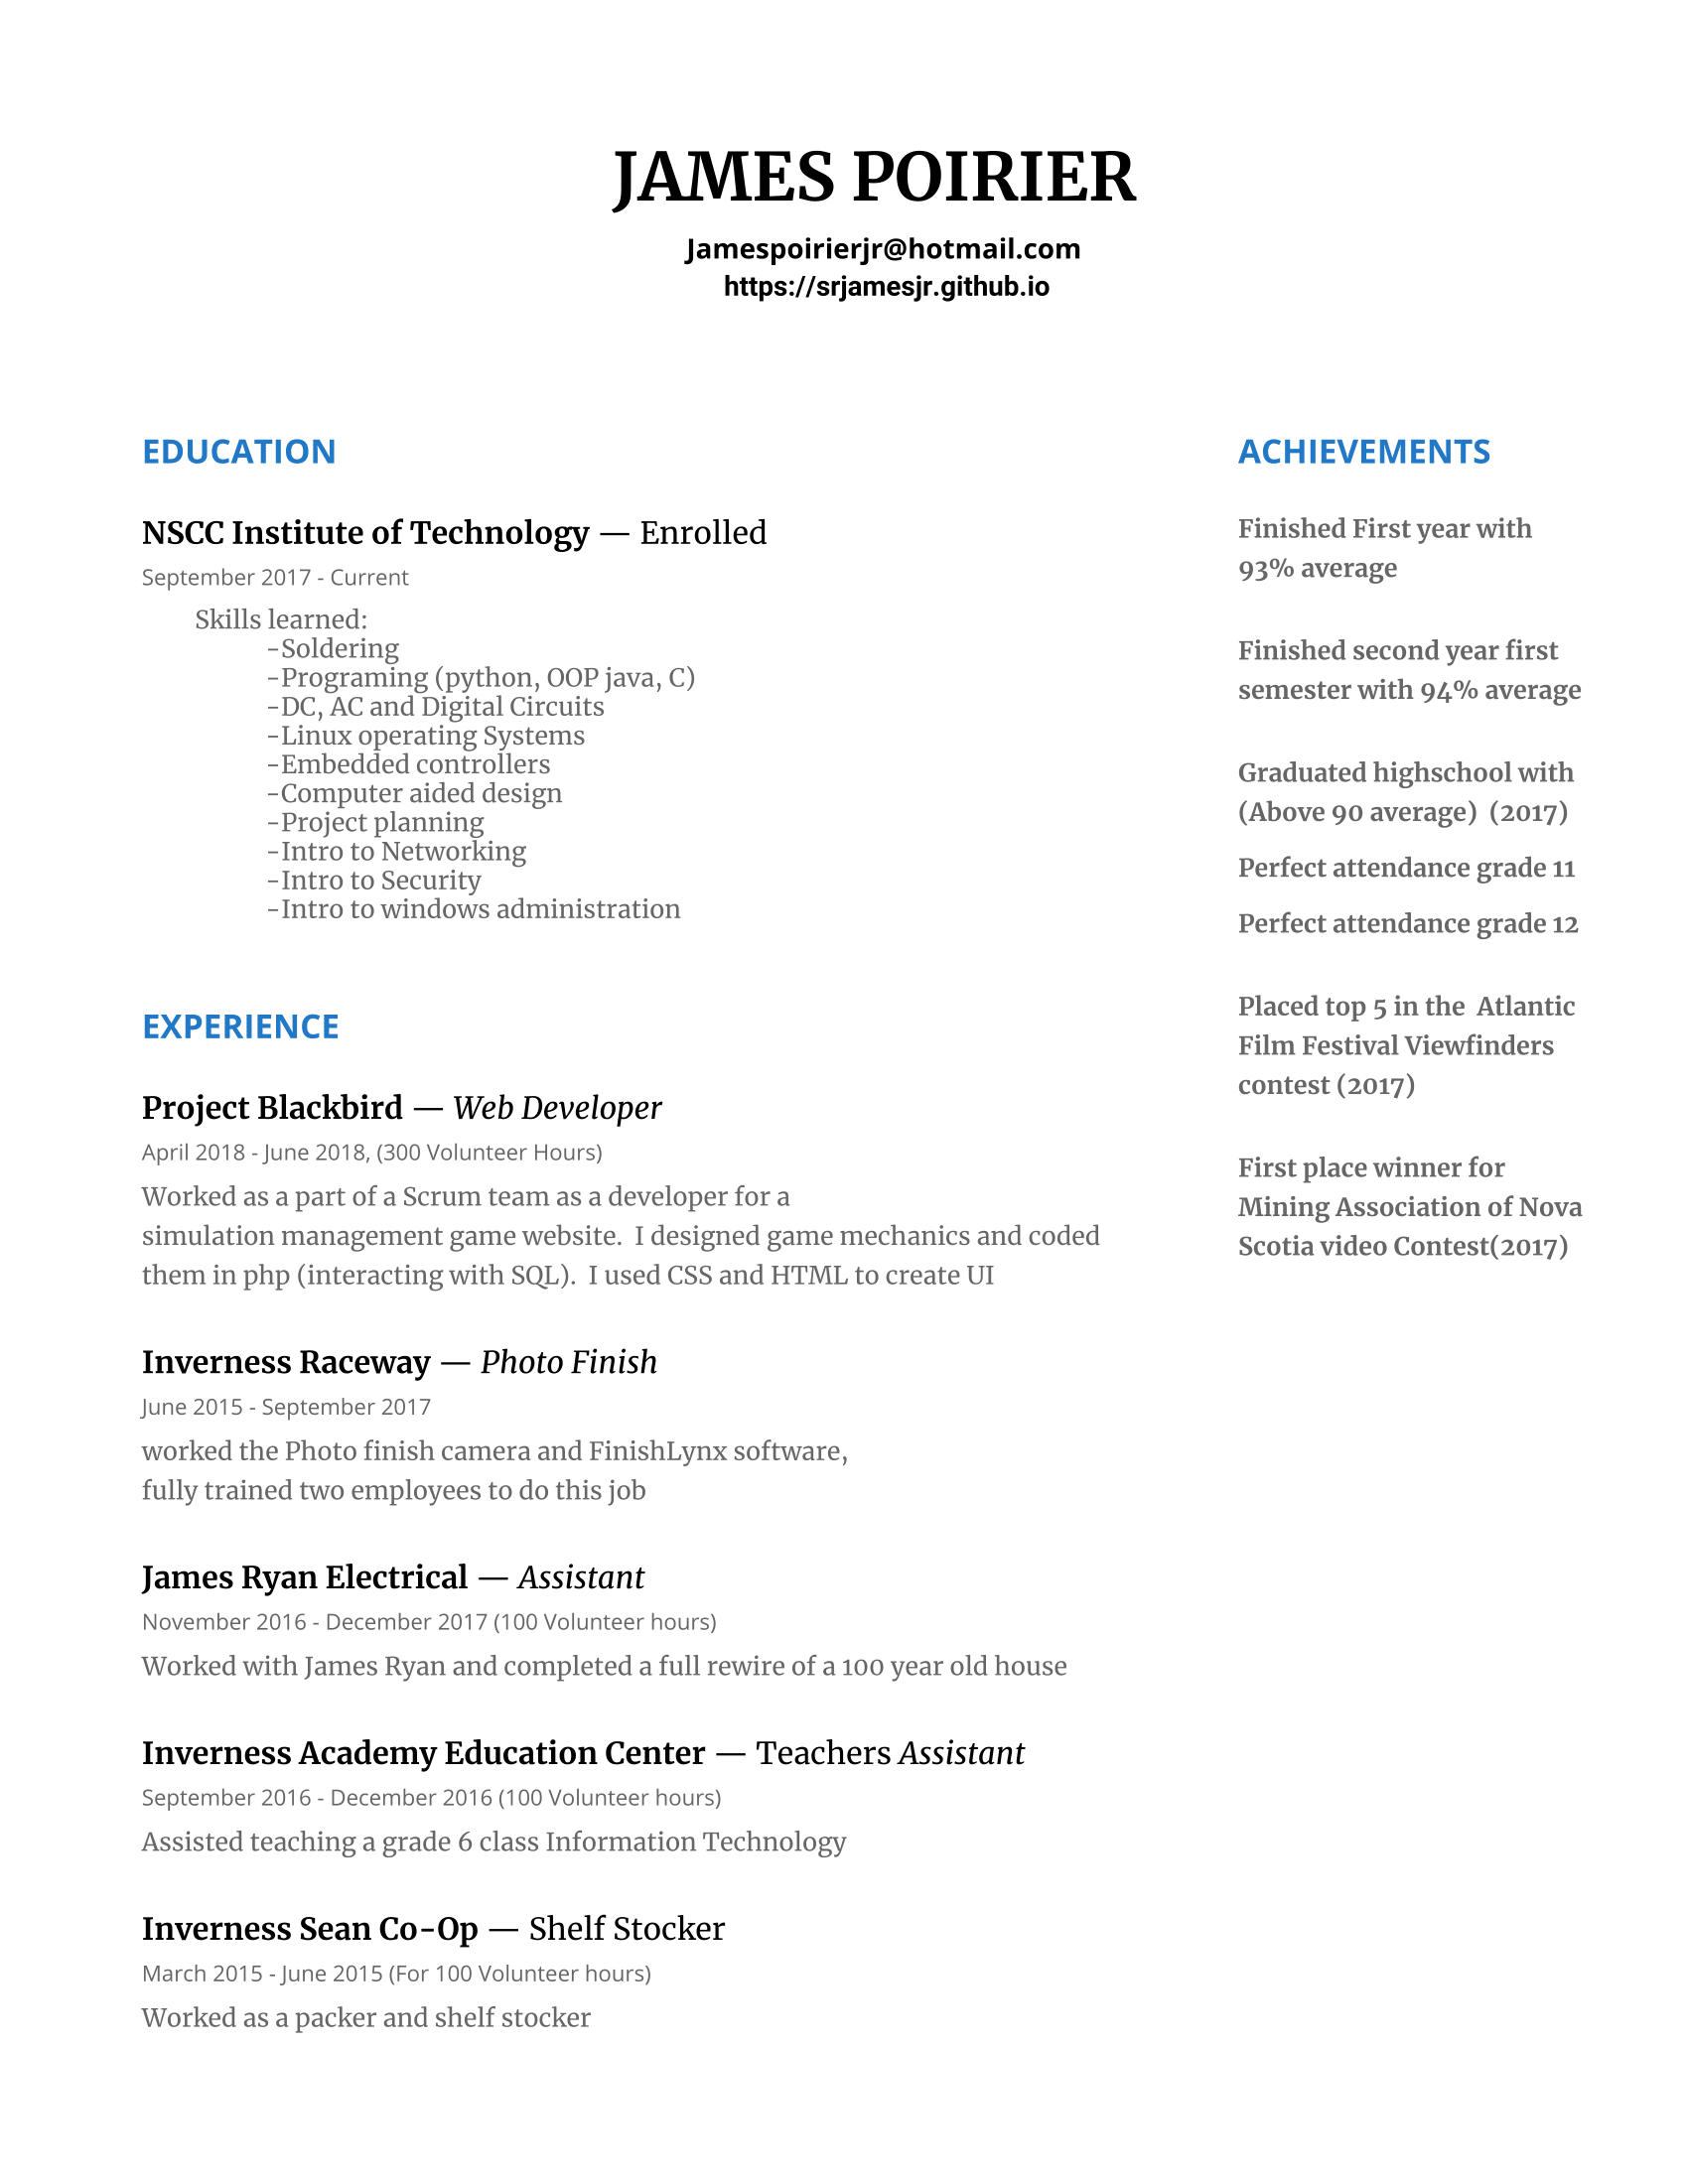 JAMES POIRIER
Jamespoirierjr@hotmail.com
https://srjamesjr.github.io
EDUCATION
NSCC Institute of Technology — Enrolled
September 2017 - Current
Skills learned:
-Soldering
-Programing (python, OOP java, C)
-DC, AC and Digital Circuits
-Linux operating Systems
-Embedded controllers
-Computer aided design
-Project planning
-Intro to Networking
-Intro to Security
-Intro to windows administration
EXPERIENCE
Project Blackbird — Web Developer
April 2018 - June 2018, (300 Volunteer Hours)
Worked as a part of a Scrum team as a developer for a
simulation management game website.  I designed game mechanics and coded
them in php (interacting with SQL).  I used CSS and HTML to create UI
Inverness Raceway — Photo Finish
June 2015 - September 2017
worked the Photo finish camera and FinishLynx software,
fully trained two employees to do this job
James Ryan Electrical — Assistant
November 2016 - December 2017 (100 Volunteer hours)
Worked with James Ryan and completed a full rewire of a 100 year old house
Inverness Academy Education Center — Teachers Assistant
September 2016 - December 2016 (100 Volunteer hours)
Assisted teaching a grade 6 class Information Technology
Inverness Sean Co-Op — Shelf Stocker
March 2015 - June 2015 (For 100 Volunteer hours)
Worked as a packer and shelf stocker
ACHIEVEMENTS
Finished First year with
93% average
Finished second year first
semester with 94% average
Graduated highschool with
(Above 90 average)  (2017)
Perfect attendance grade 11
Perfect attendance grade 12
Placed top 5 in the  Atlantic
Film Festival Viewfinders
contest (2017)
First place winner for
Mining Association of Nova
Scotia video Contest(2017)